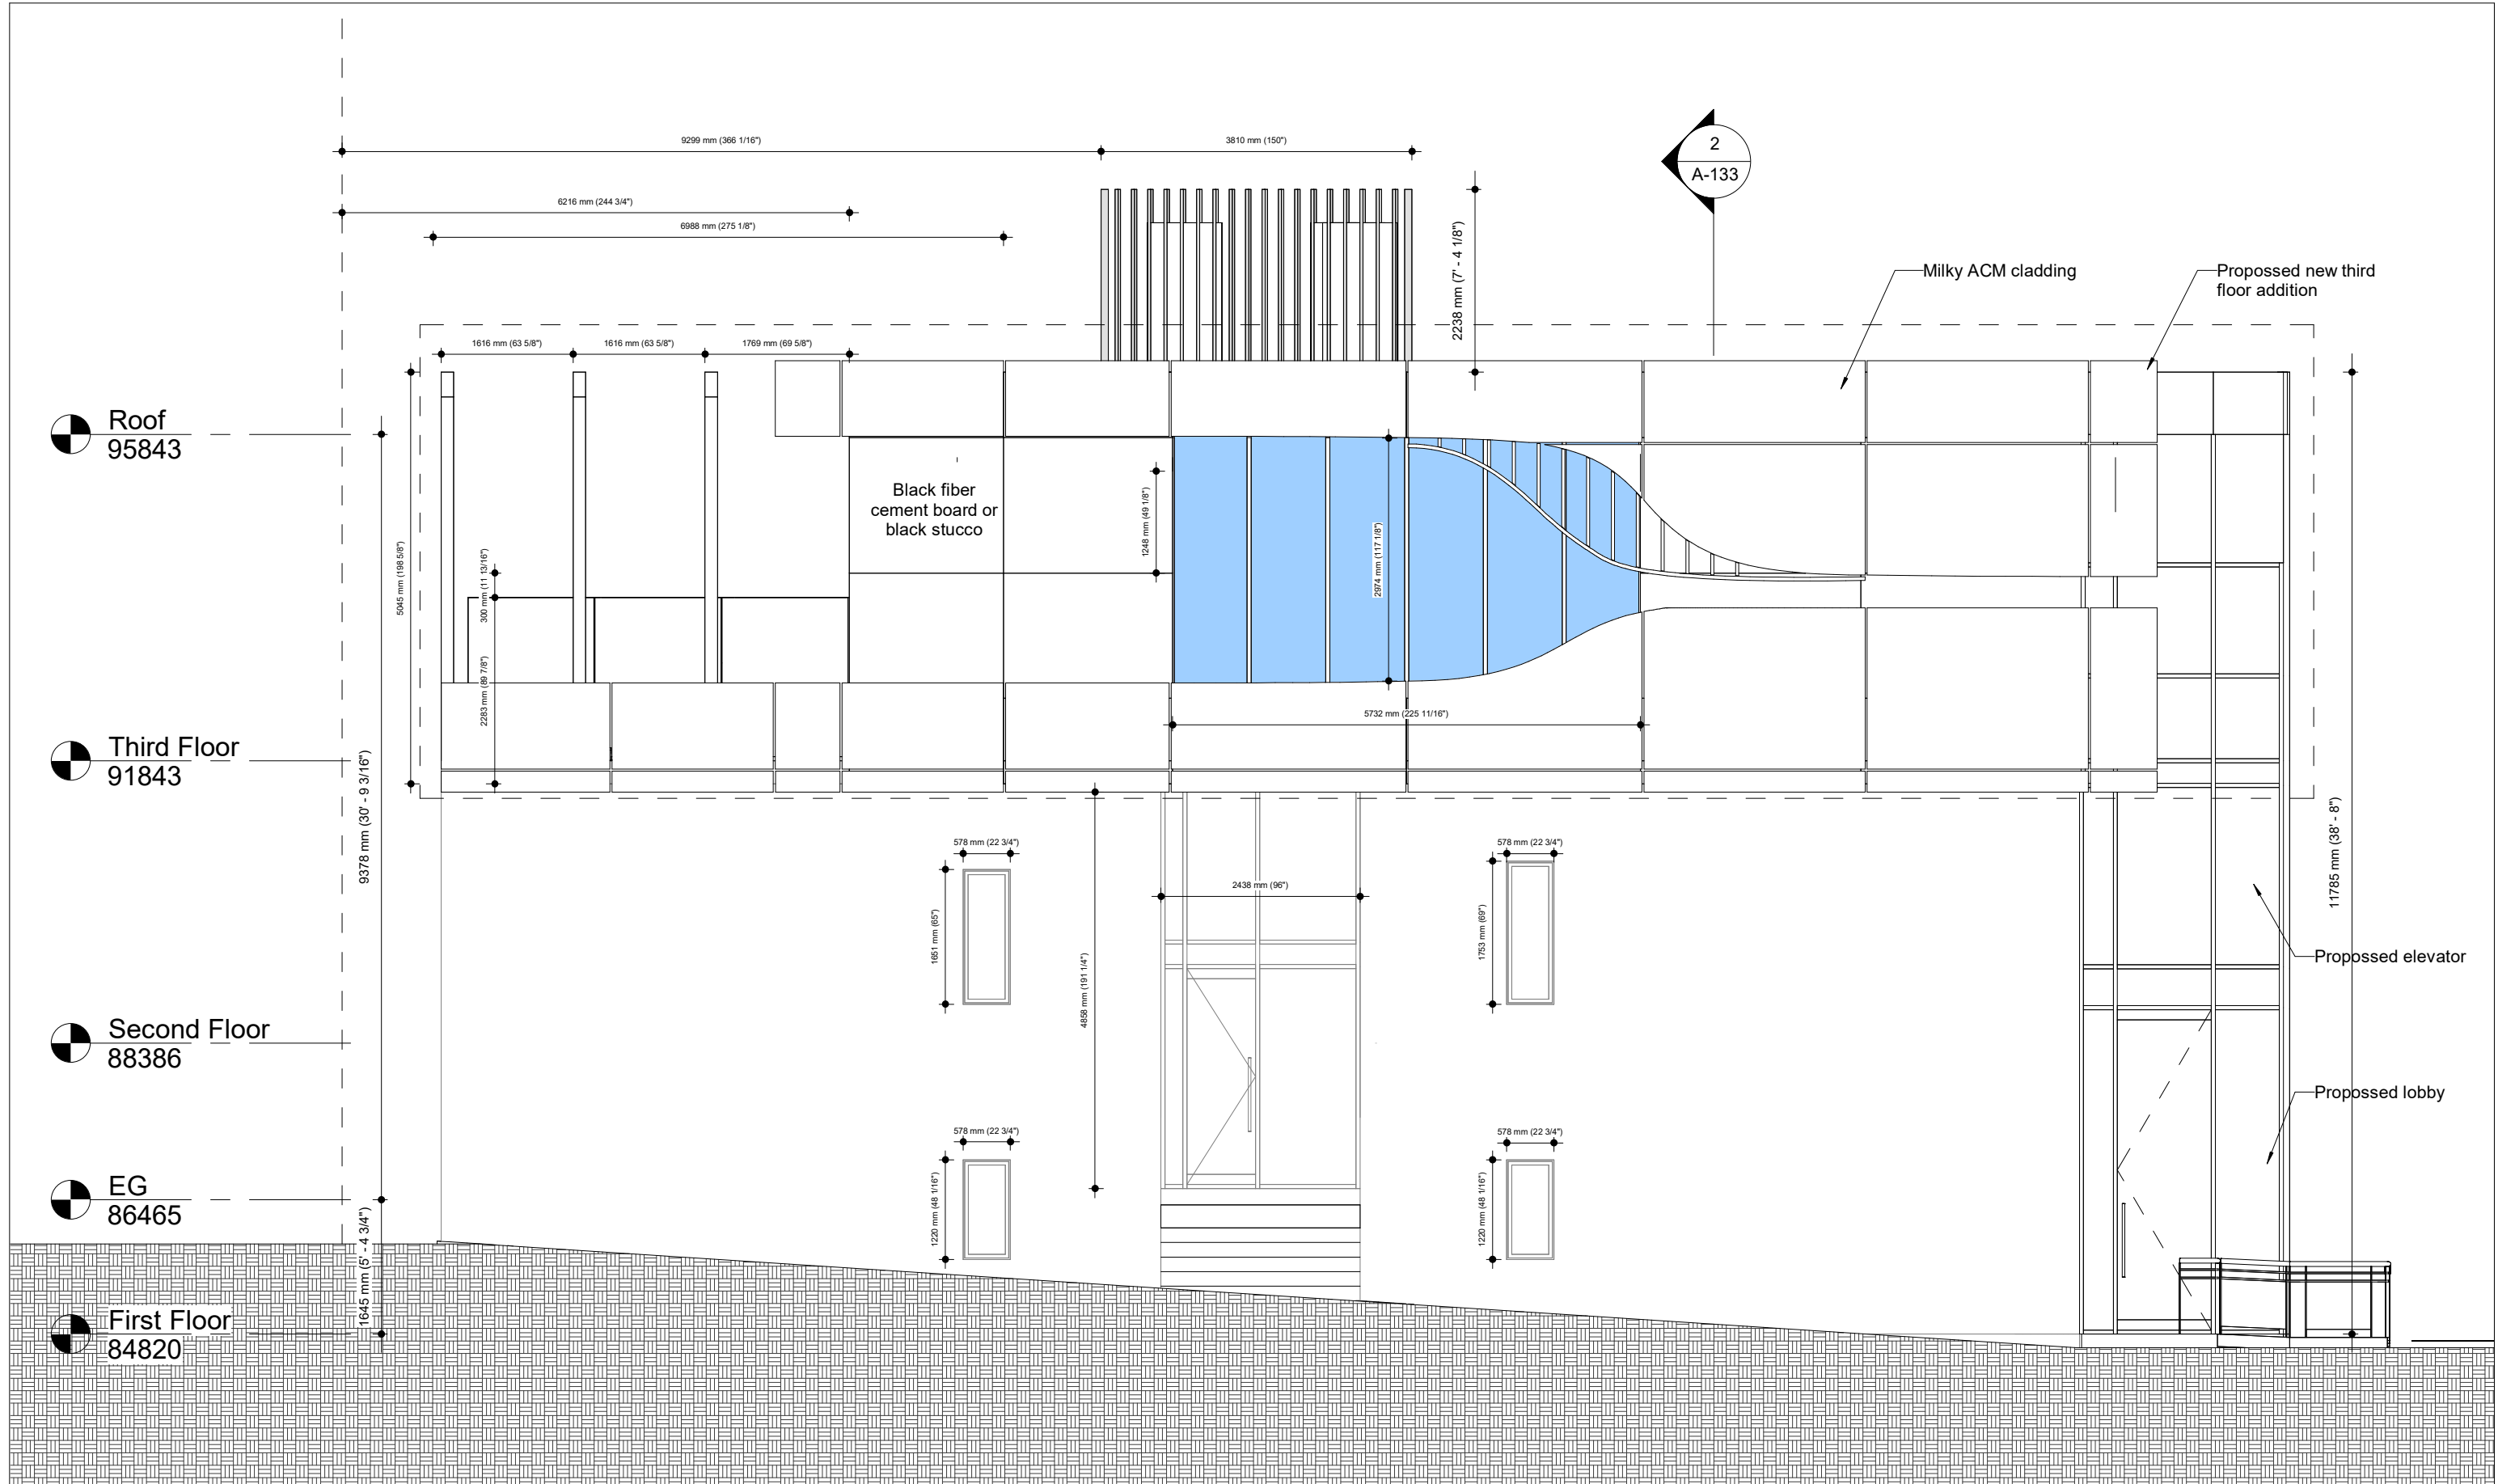 9299 mm (366 1/16")
3810 mm (150")
2
A-133
6216 mm (244 3/4")
6988 mm (275 1/8")
2238 mm (7' - 4 1/8")
Milky ACM cladding
Propossed new third
floor addition
1616 mm (63 5/8")
1616 mm (63 5/8")
1769 mm (69 5/8")
Roof
95843
Black fiber
cement board or
black stucco
1248 mm (49 1/8")
2974 mm (117 1/8")
5045 mm (198 5/8")
300 mm (11 13/16")
2283 mm (89 7/8")
5732 mm (225 11/16")
Third Floor
91843
9378 mm (30' - 9 3/16")
11785 mm (38' - 8")
578 mm (22 3/4")
578 mm (22 3/4")
2438 mm (96")
1651 mm (65")
1753 mm (69")
4858 mm (191 1/4")
Propossed elevator
Second Floor
88386
Propossed lobby
578 mm (22 3/4")
578 mm (22 3/4")
EG
86465
1220 mm (48 1/16")
1220 mm (48 1/16")
1645 mm (5' - 4 3/4")
First Floor
84820